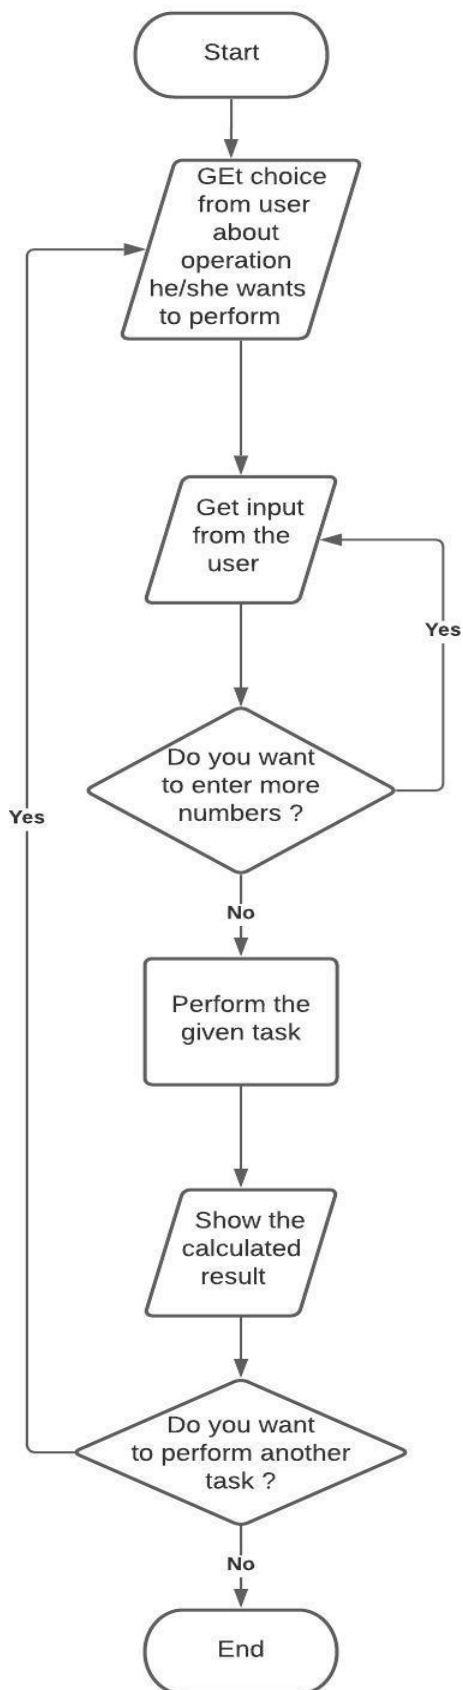 Start
GEt choice
from user
about
operation
he/she wants
to perform
Get input
from the
user
Yes
Do you want
to enter more
numbers ?
Yes
No
Perform the
given task
Show the
calculated
result
Do you want
to perform another
task ?
No
End